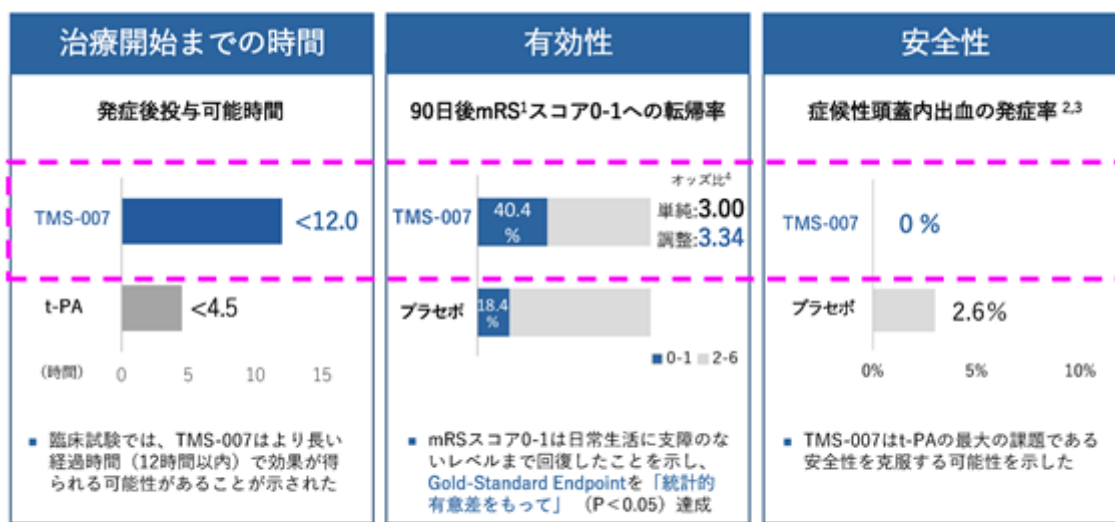 治療開始までの時間
発症後投与可能時間
TMS-007
<12.0
t-PA
<4.5
(時間)
0
5
10
15
▪ 臨床試験では、TMS-007はより長い
経過時間（12時間以内）で効果が得
られる可能性があることが示された
有効性
90日後mRS¹スコア0-1への転帰率
オッズ比⁴
TMS-007
40.4
%
単純:3.00
調整:3.34
プラセボ
18.4
%
■0-1 ■2-6
▪ mRSスコア0-1は日常生活に支障のな
いレベルまで回復したことを示し、
Gold-Standard Endpointを「統計的
有意差をもって」（P＜0.05）達成
安全性
症候性頭蓋内出血の発症率 ²,³
TMS-007
0 %
プラセボ
2.6%
0%
5%
10%
▪ TMS-007はt-PAの最大の課題である
安全性を克服する可能性を示した